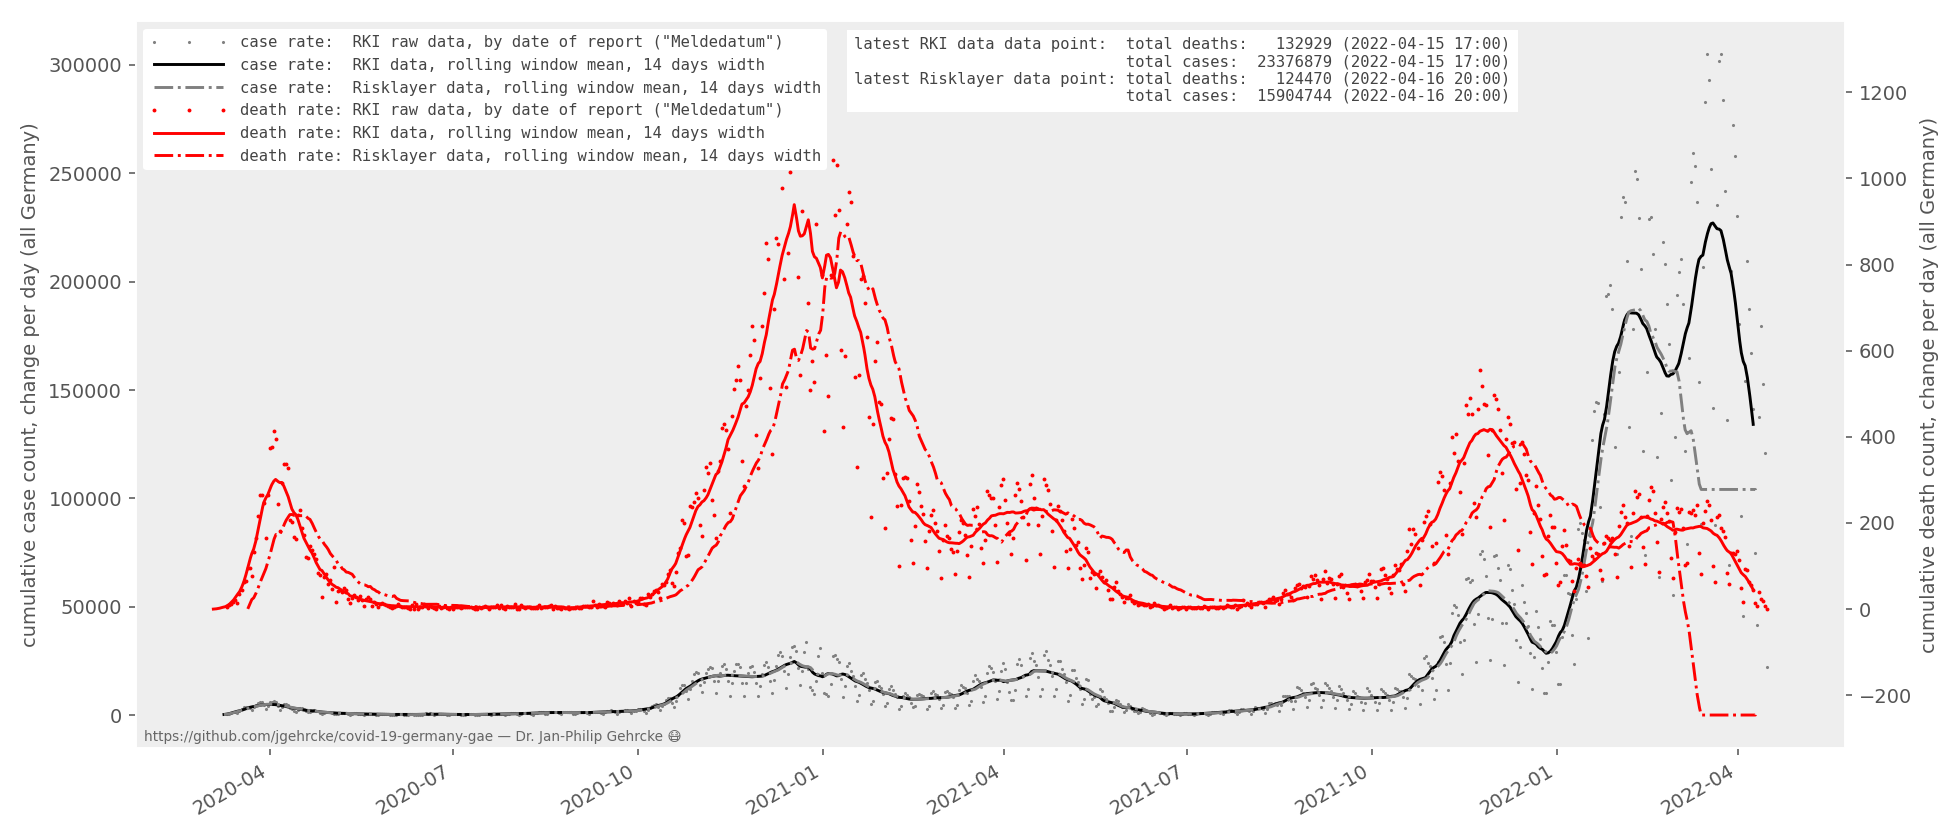 case rate:  RKI raw data, by date of report ("Meldedatum")
case rate:  RKI data, rolling window mean, 14 days width
case rate:  Risklayer data, rolling window mean, 14 days width
death rate: RKI raw data, by date of report ("Meldedatum")
death rate: RKI data, rolling window mean, 14 days width
death rate: Risklayer data, rolling window mean, 14 days width
latest RKI data data point:  total deaths:   132929 (2022-04-15 17:00)
total cases:  23376879 (2022-04-15 17:00)
latest Risklayer data point: total deaths:   124470 (2022-04-16 20:00)
total cases:  15904744 (2022-04-16 20:00)
cumulative case count, change per day (all Germany)
300000
250000
200000
150000
100000
50000
0
cumulative death count, change per day (all Germany)
1200
1000
800
600
400
200
0
−200
https://github.com/jgehrcke/covid-19-germany-gae — Dr. Jan-Philip Gehrcke 😷
2020-04
2020-07
2020-10
2021-01
2021-04
2021-07
2021-10
2022-01
2022-04